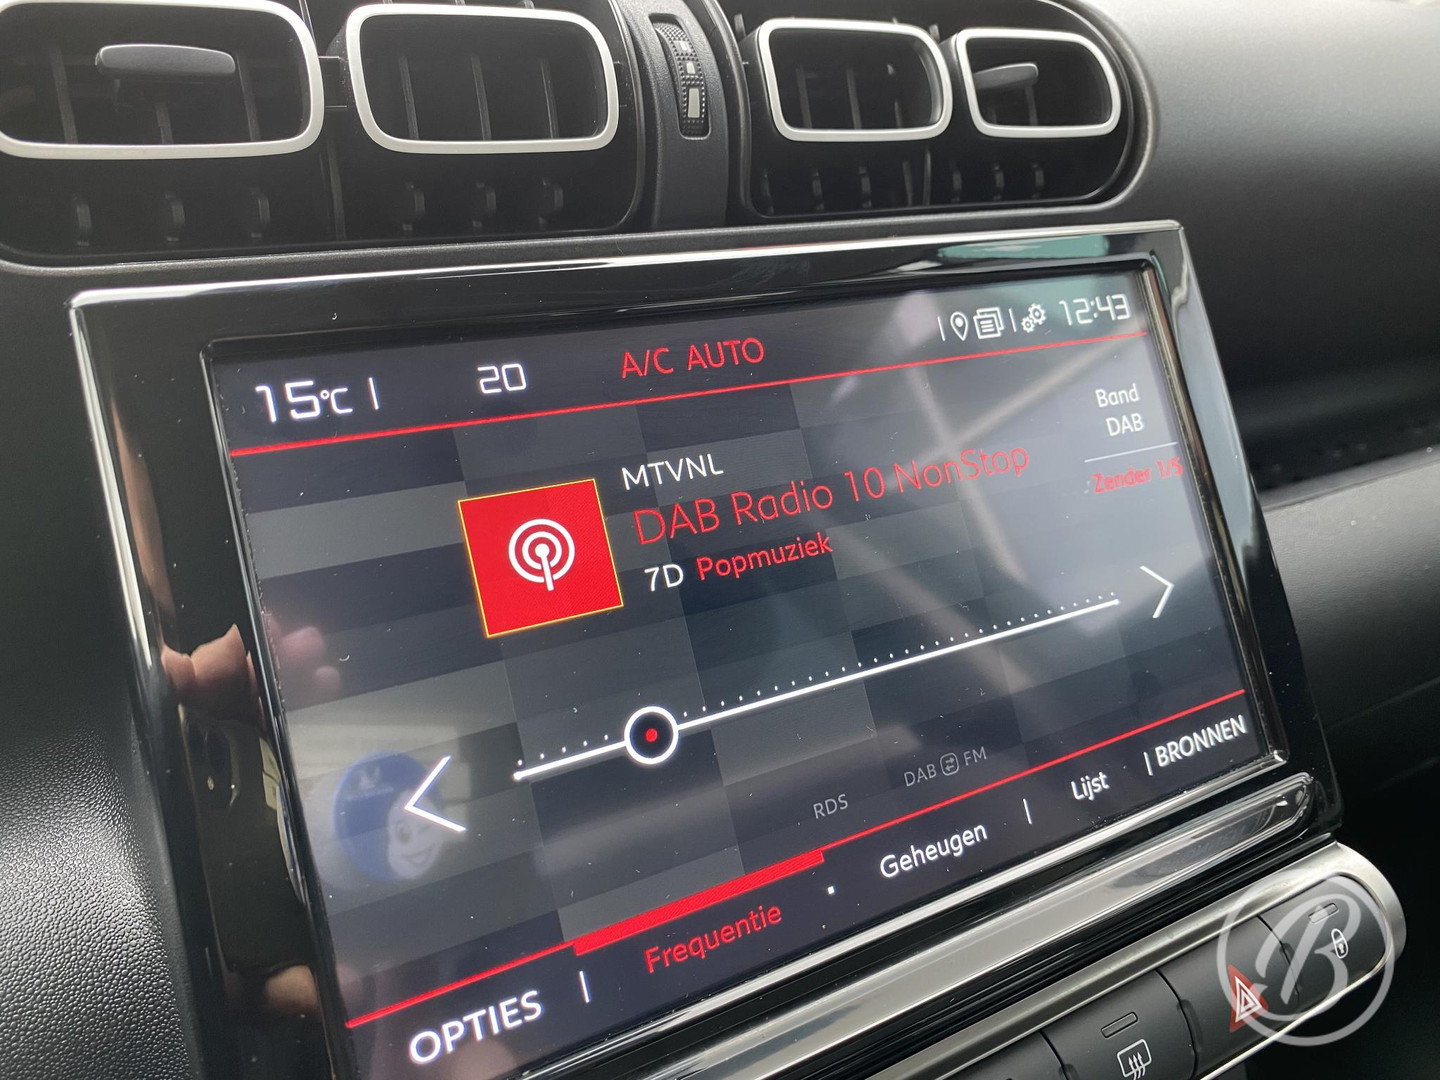 15°C | 20 A/C AUTO 12:43
Band
DAB
MTVNL
DAB Radio 10 NonStop
Zender 1/5
7D Popmuziek
RDS DAB FM
OPTIES | Frequentie Geheugen | Lijst | BRONNEN
B